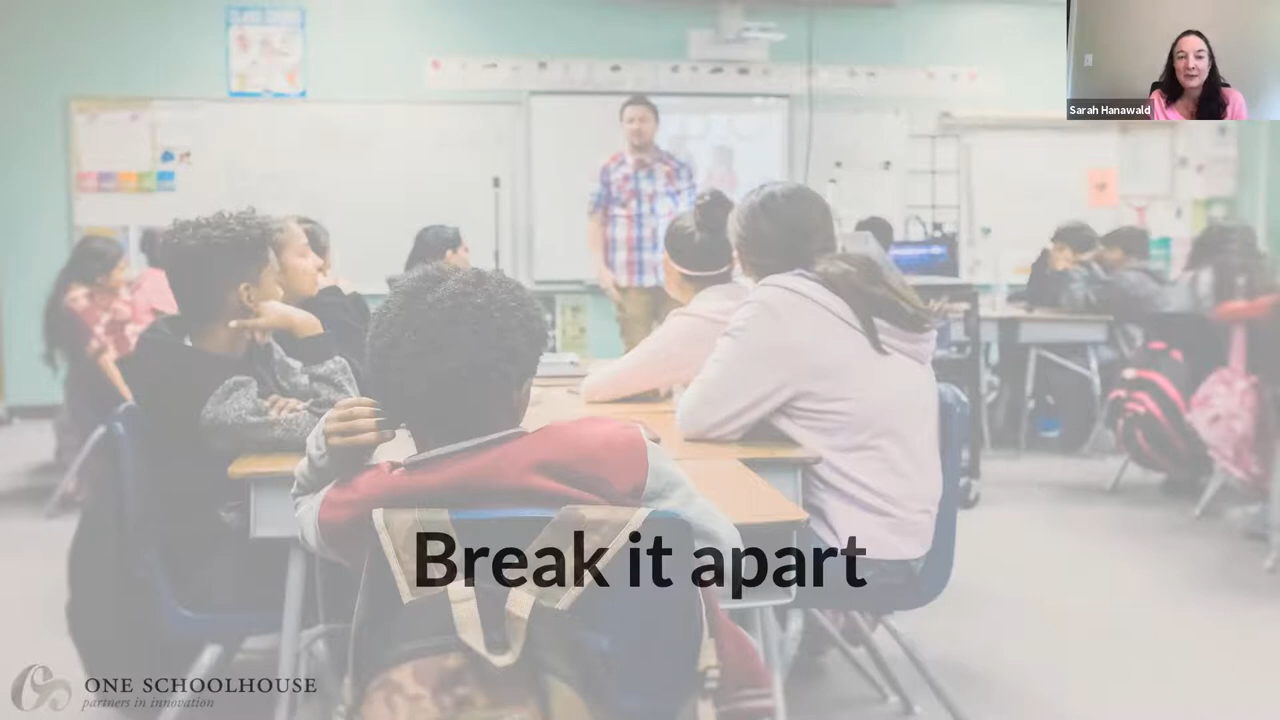 Sarah Hanawald
Break it apart
ONE SCHOOLHOUSE
partners in innovation